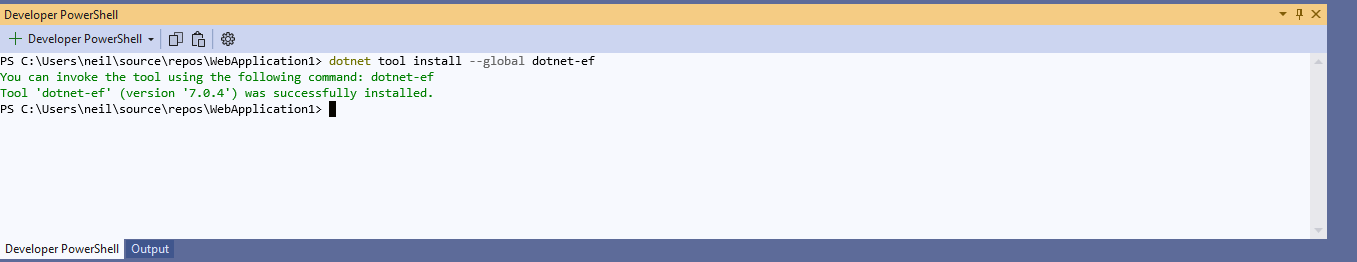 Developer PowerShell
Developer PowerShell
PS C:\Users\neil\source\repos\WebApplication1> dotnet tool install --global dotnet-ef
You can invoke the tool using the following command: dotnet-ef
Tool 'dotnet-ef' (version '7.0.4') was successfully installed.
PS C:\Users\neil\source\repos\WebApplication1>
Developer PowerShell Output